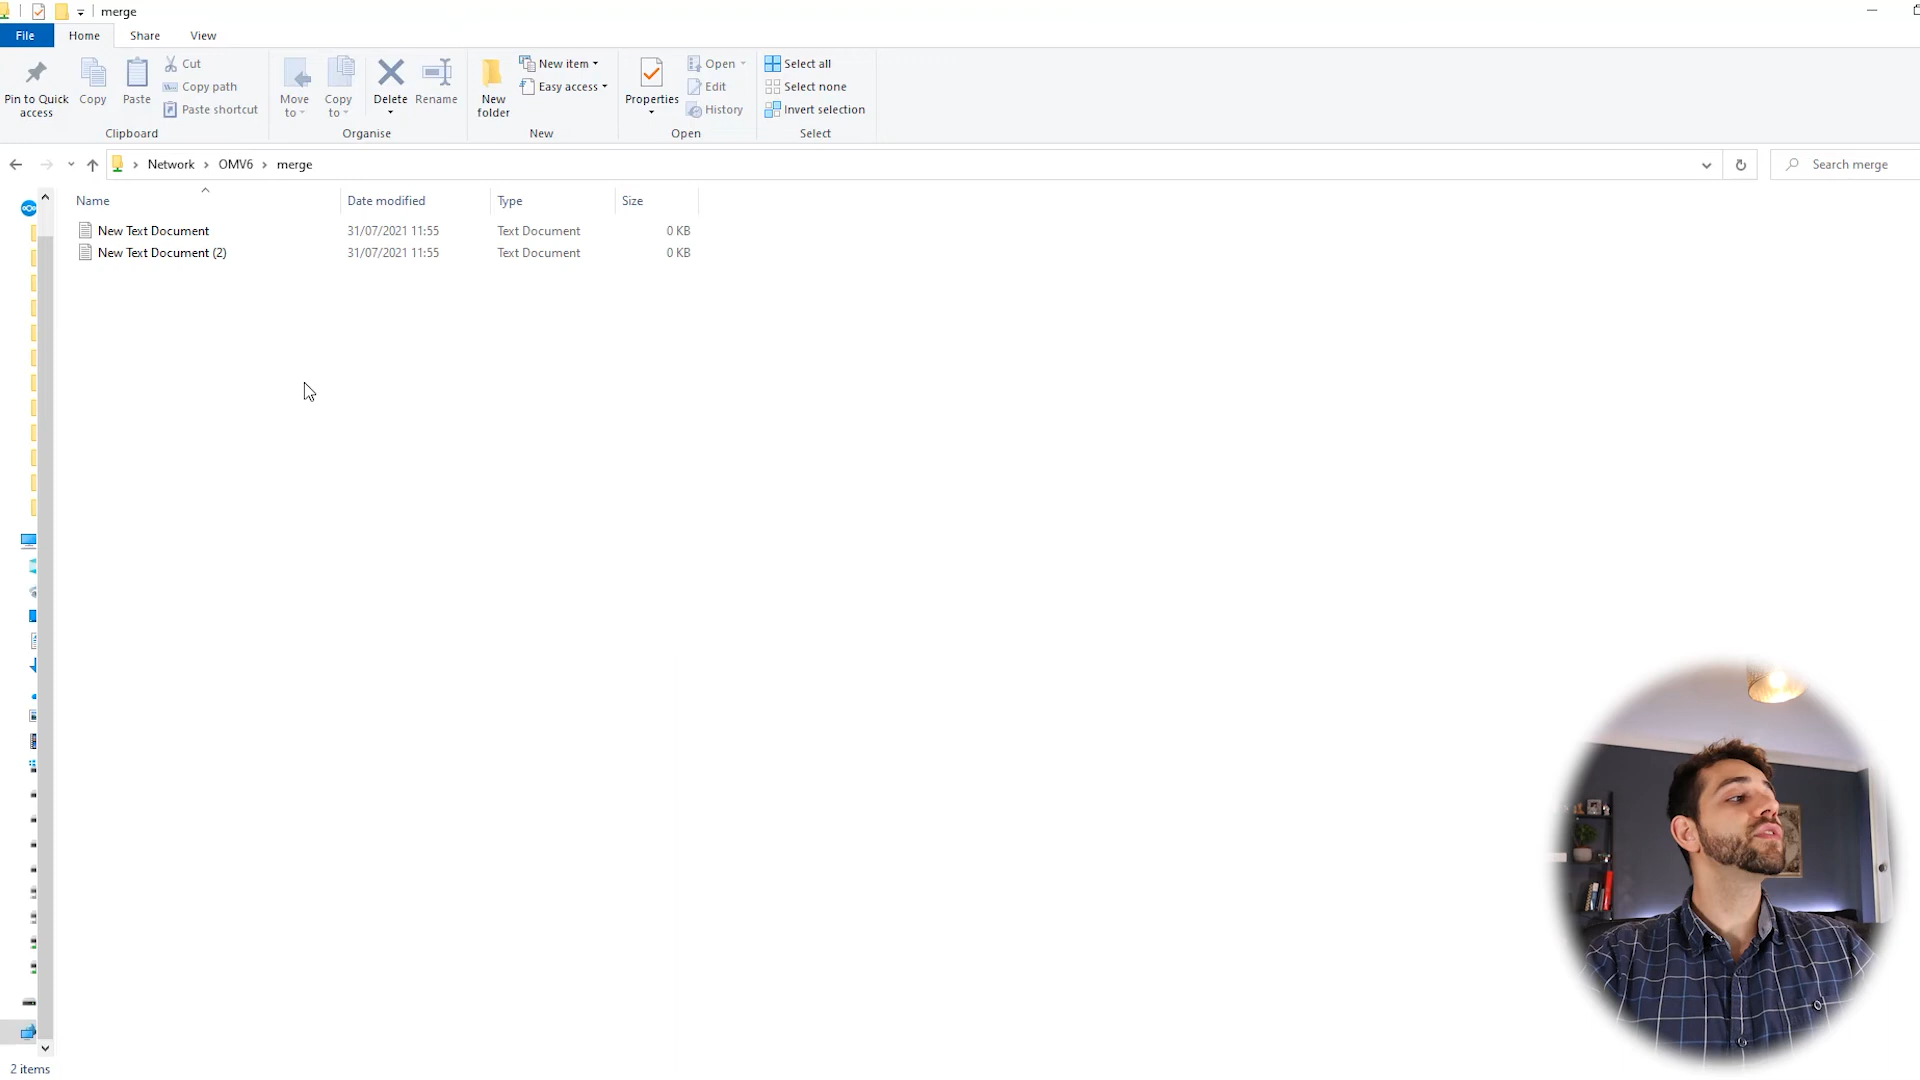 merge
File Home Share View
Pin to Quick access
Copy
Paste
Cut
Copy path
Paste shortcut
Clipboard
Move to
Copy to
Delete
Rename
Organise
New folder
New item
Easy access
New
Properties
Open
Edit
History
Open
Select all
Select none
Invert selection
Select
Network OMV6 merge
Search merge
Name Date modified Type Size
New Text Document 31/07/2021 11:55 Text Document 0 KB
New Text Document (2) 31/07/2021 11:55 Text Document 0 KB
2 items